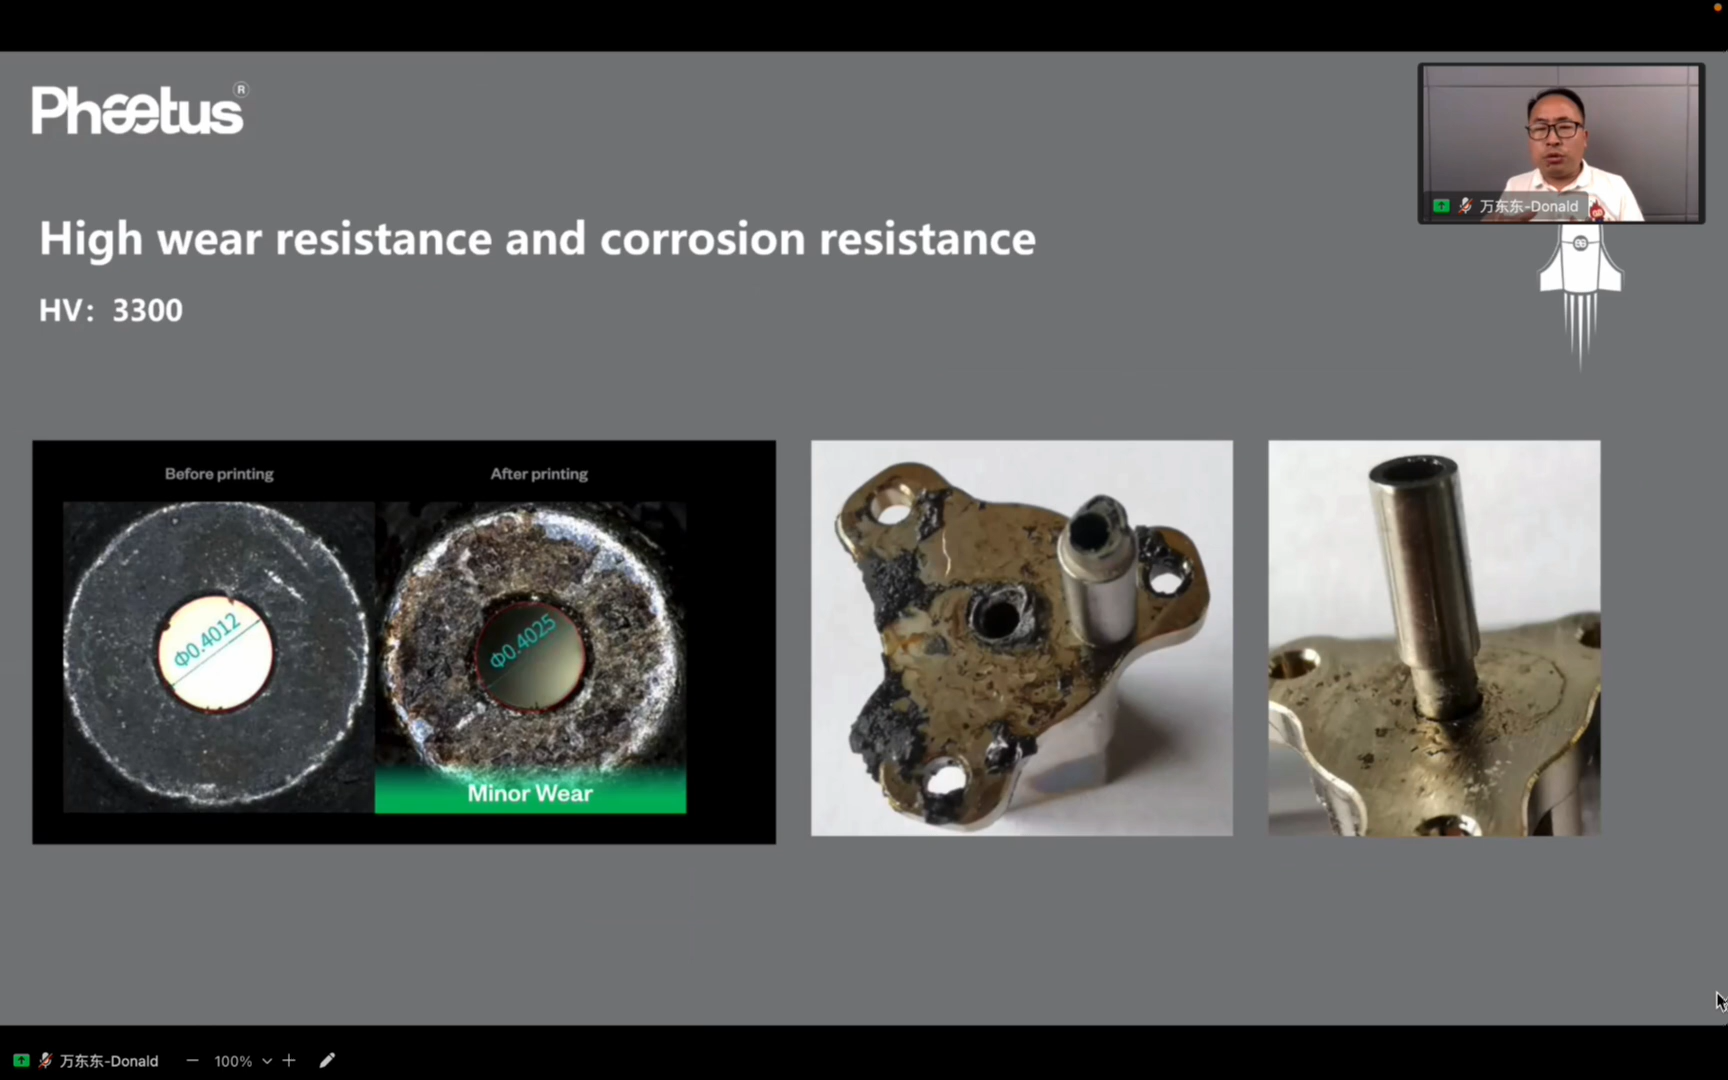 Phaetus®
万东东-Donald
High wear resistance and corrosion resistance
HV：3300
Before printing
After printing
Φ0.4012
Φ0.4025
Minor Wear
万东东-Donald
100%